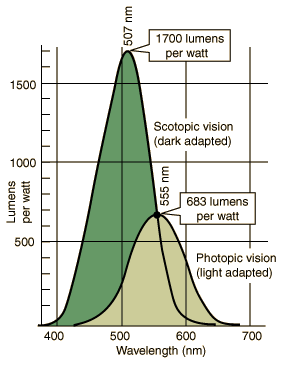 507 nm
1700 lumens
per watt
1500
Scotopic vision
(dark adapted)
1000
555 nm
683 lumens
per watt
Lumens
per watt
500
Photopic vision
(light adapted)
400
500
600
700
Wavelength (nm)